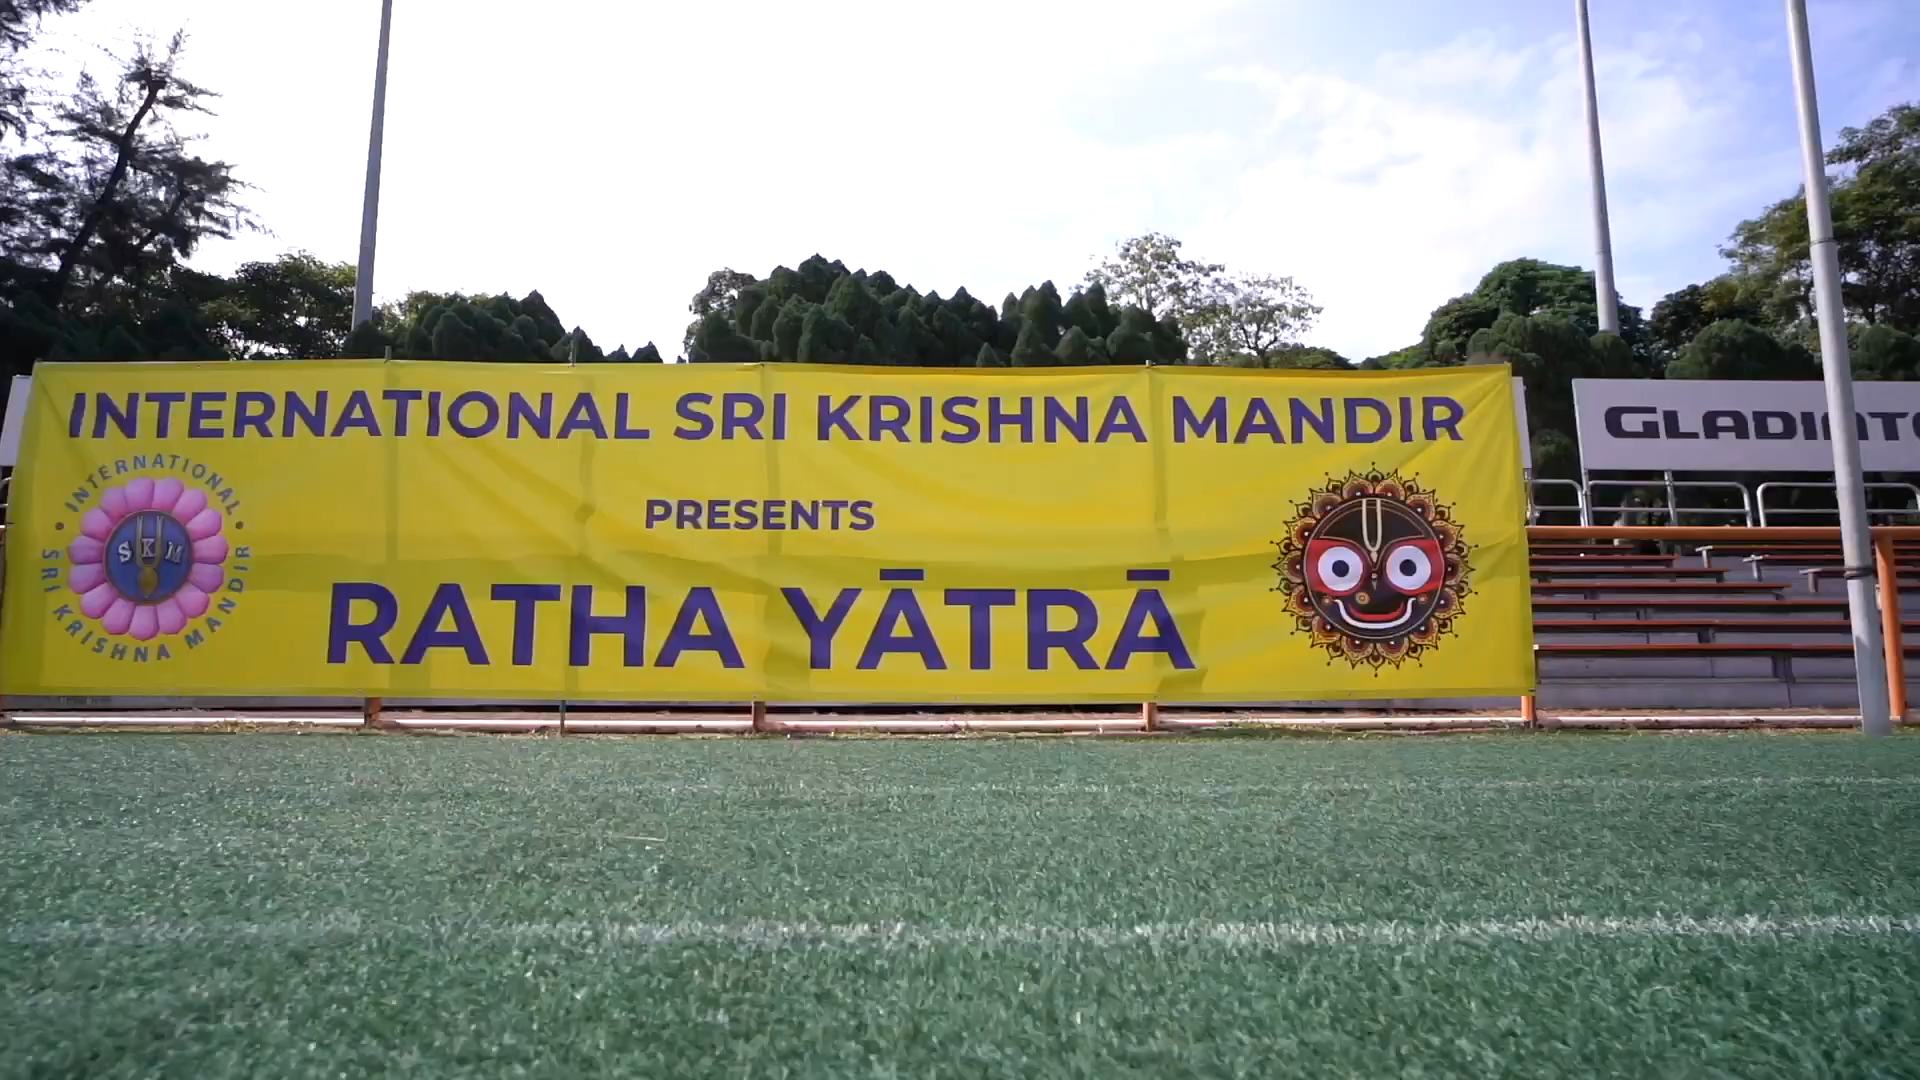 INTERNATIONAL SRI KRISHNA MANDIR
PRESENTS
RATHA YĀTRĀ
INTERNATIONAL
SKM
SRI KRISHNA MANDIR